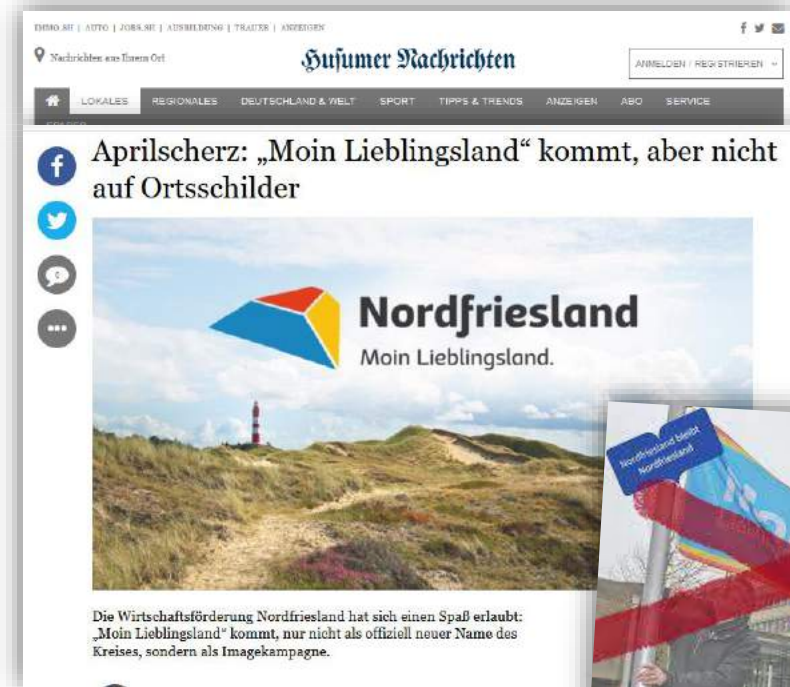 IMMO.SH | AUTO | JOBS.SH | AUSBILDUNG | TRAUER | ANZEIGEN
Nachrichten aus Ihrem Ort
Husumer Nachrichten
ANMELDEN / REGISTRIEREN
LOKALES REGIONALES DEUTSCHLAND & WELT SPORT TIPPS & TRENDS ANZEIGEN ABO SERVICE
Aprilscherz: „Moin Lieblingsland“ kommt, aber nicht
auf Ortsschilder
Nordfriesland
Moin Lieblingsland.
Nordfriesland bleibt
Nordfriesland
Die Wirtschaftsförderung Nordfriesland hat sich einen Spaß erlaubt:
„Moin Lieblingsland“ kommt, nur nicht als offiziell neuer Name des
Kreises, sondern als Imagekampagne.